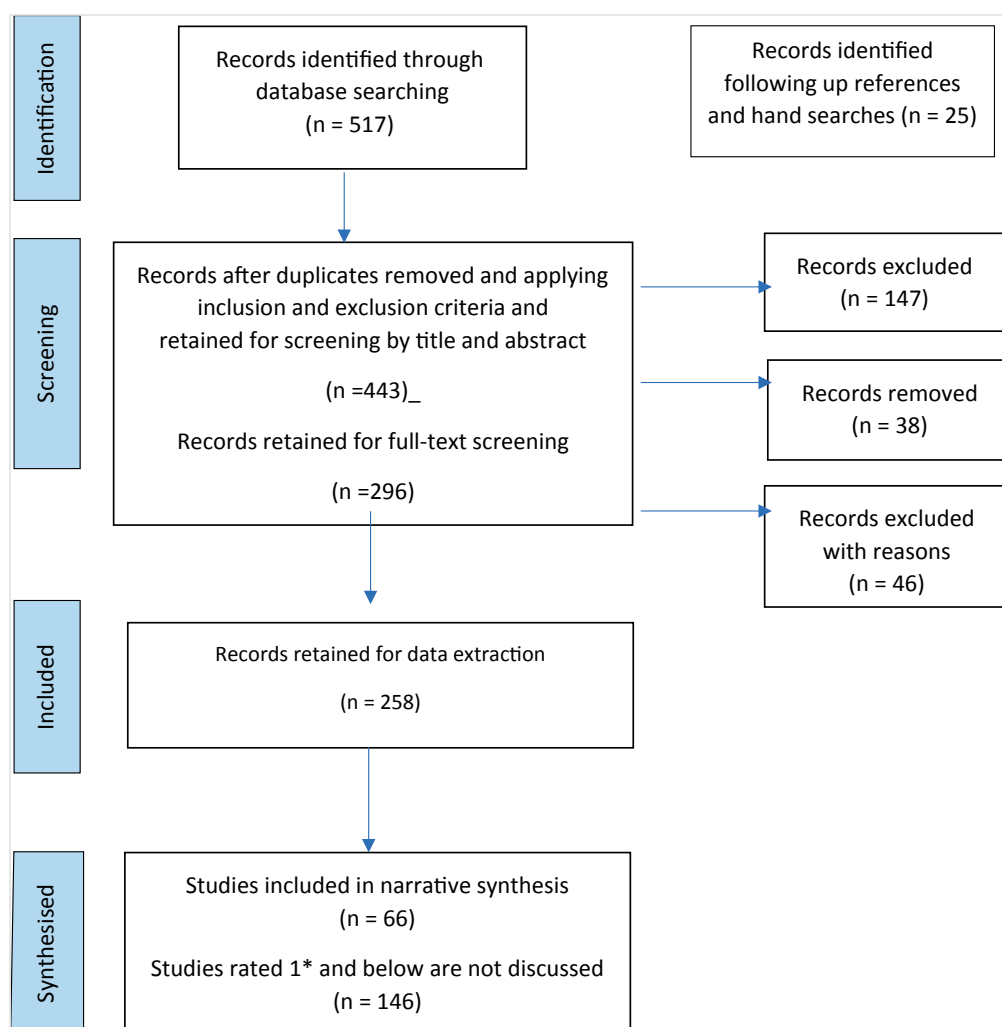 Identification
Records identified through
database searching
(n = 517)
Records identified
following up references
and hand searches (n = 25)
Screening
Records after duplicates removed and applying
inclusion and exclusion criteria and
retained for screening by title and abstract
(n =443)_
Records retained for full-text screening
(n =296)
Records excluded
(n = 147)
Records removed
(n = 38)
Records excluded
with reasons
(n = 46)
Included
Records retained for data extraction
(n = 258)
Synthesised
Studies included in narrative synthesis
(n = 66)
Studies rated 1* and below are not discussed
(n = 146)